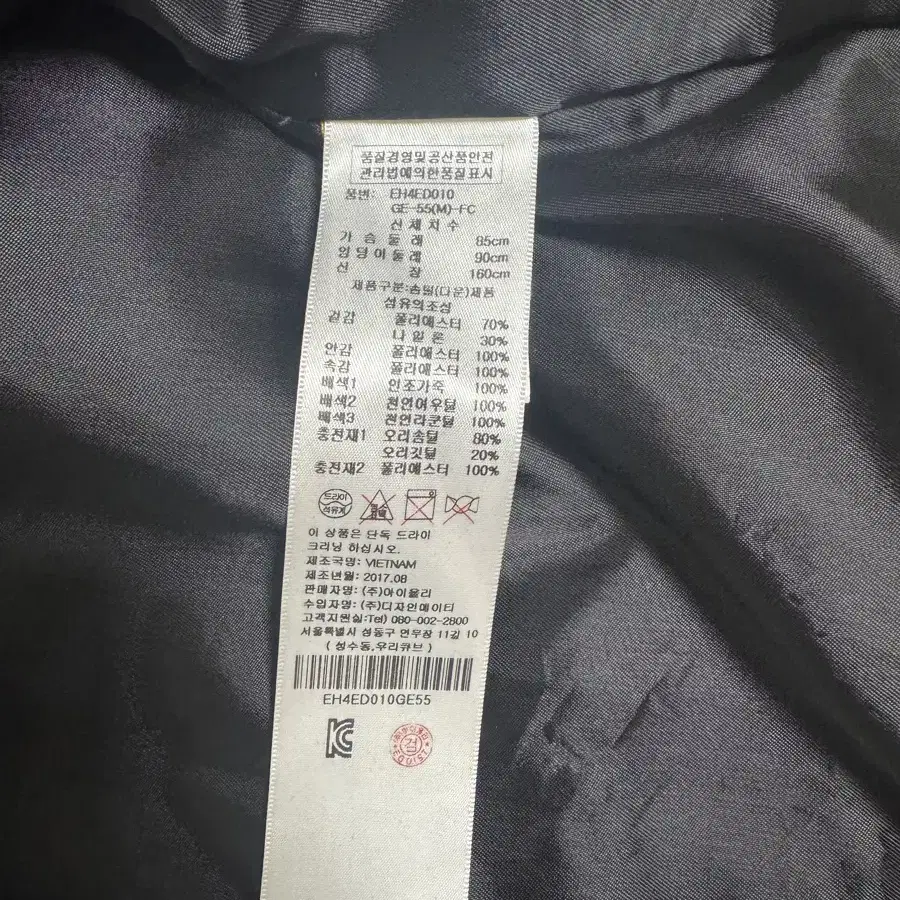 품질경영및공산품안전
관리법에의한품질표시
품번: EH4ED010
GE-55(M)-FC
신체치수
가슴둘레 85cm
엉덩이둘레 90cm
신장 160cm
제품구분:솜털(다운)제품
섬유의조성
겉감 폴리에스터 70%
나일론 30%
안감 폴리에스터 100%
속감 폴리에스터 100%
배색1 인조가죽 100%
배색2 천연여우털 100%
배색3 천연라쿤털 100%
충전재1 오리솜털 80%
오리깃털 20%
충전재2 폴리에스터 100%
드라이
석유계
이 상품은 단독 드라이
크리닝 하십시오.
제조국명: VIETNAM
제조년월: 2017.08
판매자명: (주)아이올리
수입자명: (주)디자인에이티
고객지원실:Tel) 080-002-2800
서울특별시 성동구 연무장 11길 10
( 성수동,우리큐브 )
EH4ED010GE55
검